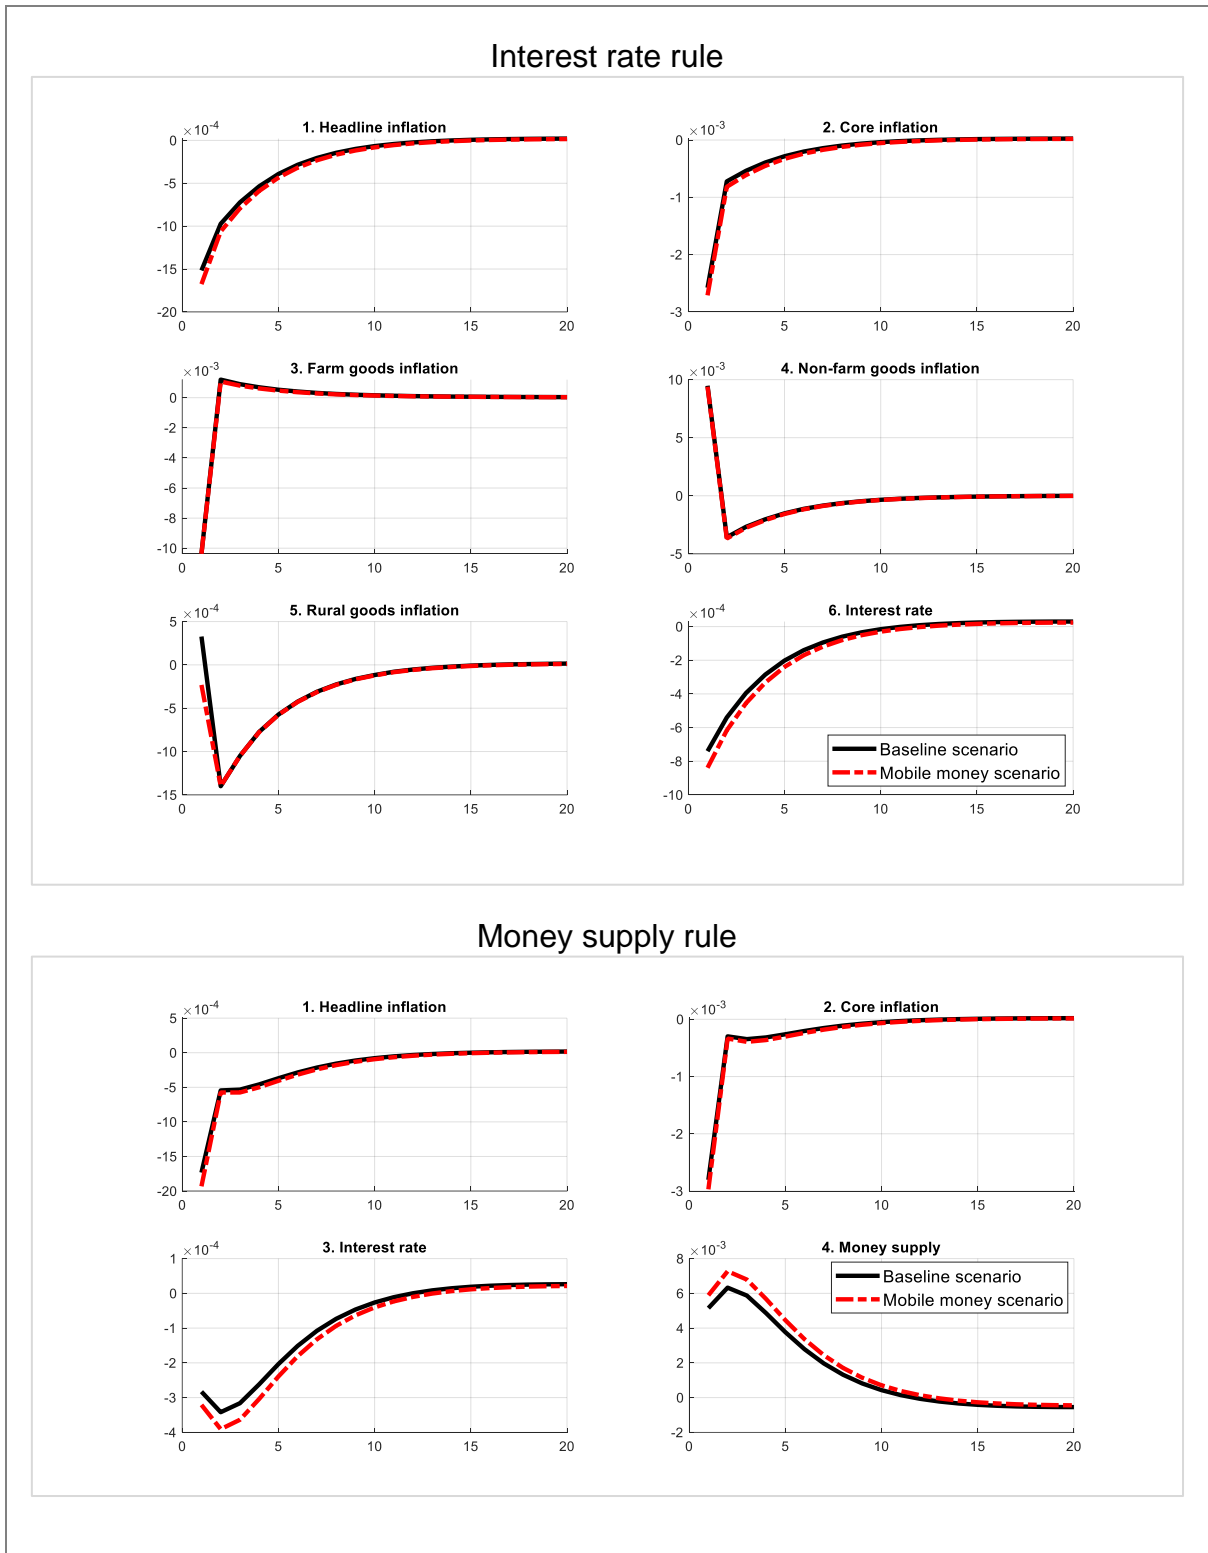 Interest rate rule
×10-4
1. Headline inflation
0
-5
-10
-15
-20
0 5 10 15 20
×10-3
2. Core inflation
0
-1
-2
-3
0 5 10 15 20
×10-3
3. Farm goods inflation
0
-2
-4
-6
-8
-10
0 5 10 15 20
×10-3
4. Non-farm goods inflation
10
5
0
-5
0 5 10 15 20
×10-4
5. Rural goods inflation
5
0
-5
-10
-15
0 5 10 15 20
×10-4
6. Interest rate
0
-2
-4
-6
-8
-10
0 5 10 15 20
Baseline scenario
Mobile money scenario
Money supply rule
×10-4
1. Headline inflation
5
0
-5
-10
-15
-20
0 5 10 15 20
×10-3
2. Core inflation
0
-1
-2
-3
0 5 10 15 20
×10-4
3. Interest rate
1
0
-1
-2
-3
-4
0 5 10 15 20
×10-3
4. Money supply
8
6
4
2
0
-2
0 5 10 15 20
Baseline scenario
Mobile money scenario